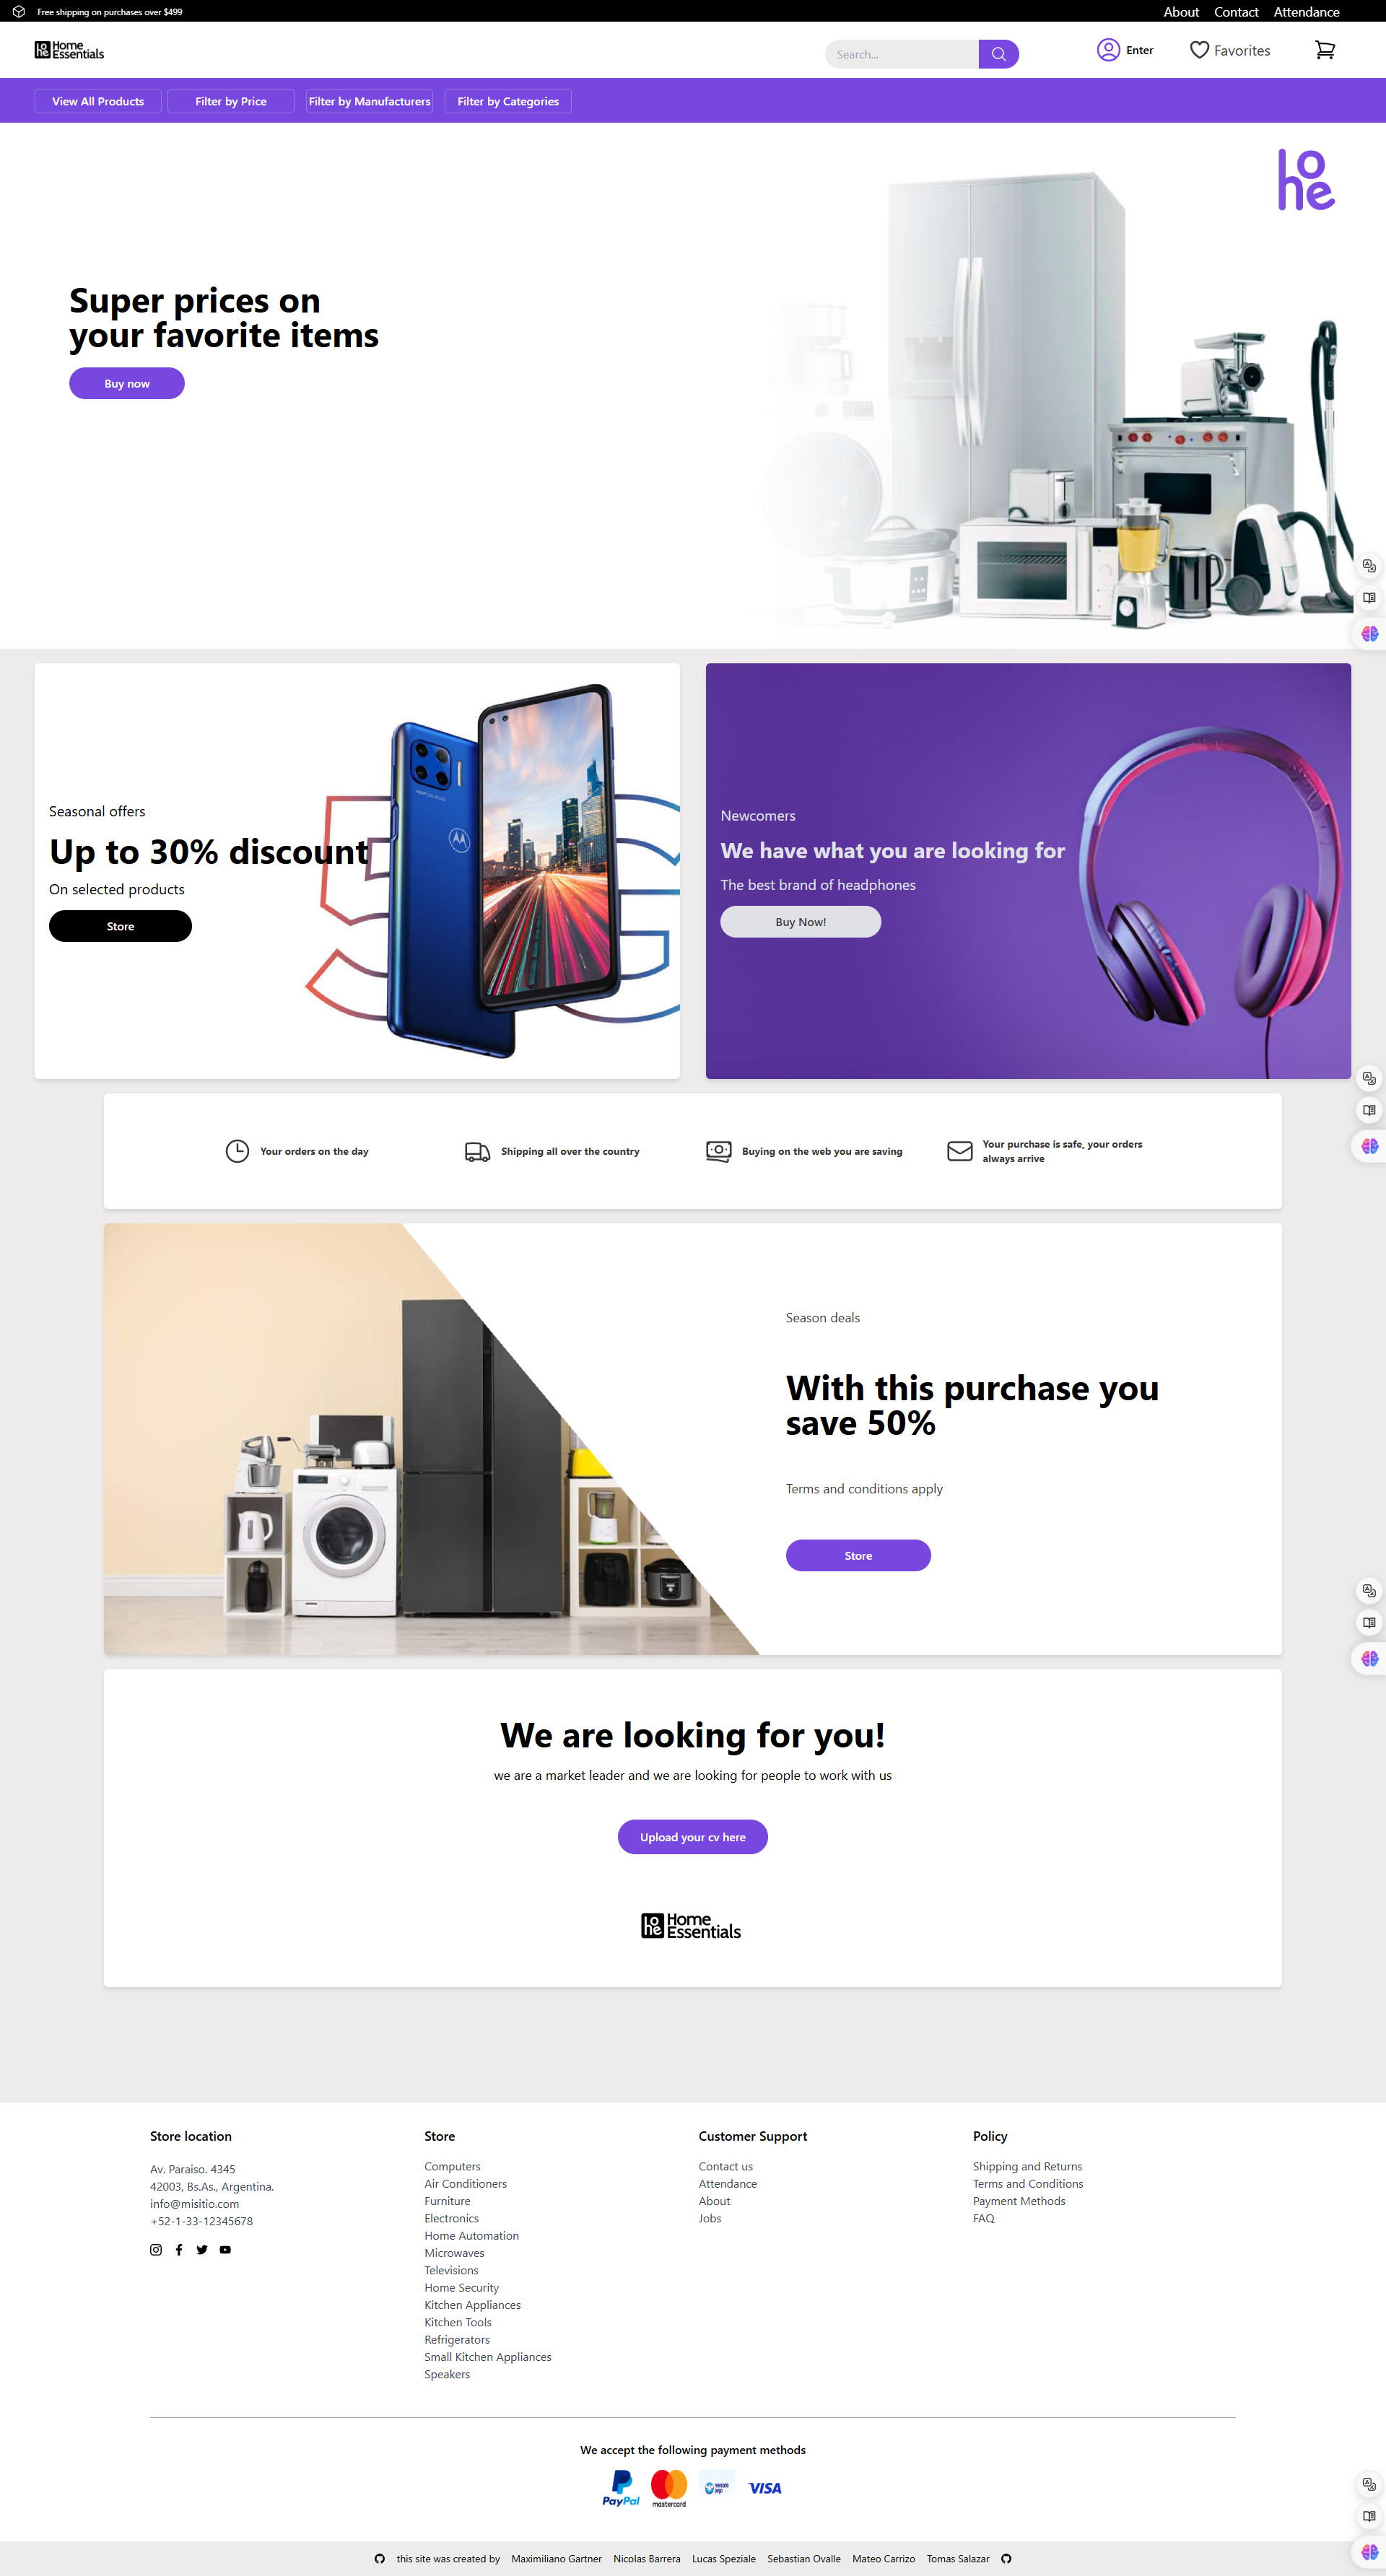 Free shipping on purchases over $499
About Contact Attendance
Home
Essentials
Search...
Enter
Favorites
View All Products
Filter by Price
Filter by Manufacturers
Filter by Categories
lo
he
Super prices on
your favorite items
Buy now
Seasonal offers
Up to 30% discount
On selected products
Store
Newcomers
We have what you are looking for
The best brand of headphones
Buy Now!
Your orders on the day
Shipping all over the country
Buying on the web you are saving
Your purchase is safe, your orders
always arrive
Season deals
With this purchase you
save 50%
Terms and conditions apply
Store
We are looking for you!
we are a market leader and we are looking for people to work with us
Upload your cv here
lo
he
Home
Essentials
Store location
Av. Paraiso. 4345
42003, Bs.As., Argentina.
info@misitio.com
+52-1-33-12345678
Store
Computers
Air Conditioners
Furniture
Electronics
Home Automation
Microwaves
Televisions
Home Security
Kitchen Appliances
Kitchen Tools
Refrigerators
Small Kitchen Appliances
Speakers
Customer Support
Contact us
Attendance
About
Jobs
Policy
Shipping and Returns
Terms and Conditions
Payment Methods
FAQ
We accept the following payment methods
PayPal
mastercard
mercado
pago
VISA
this site was created by Maximiliano Gartner Nicolas Barrera Lucas Speziale Sebastian Ovalle Mateo Carrizo Tomas Salazar